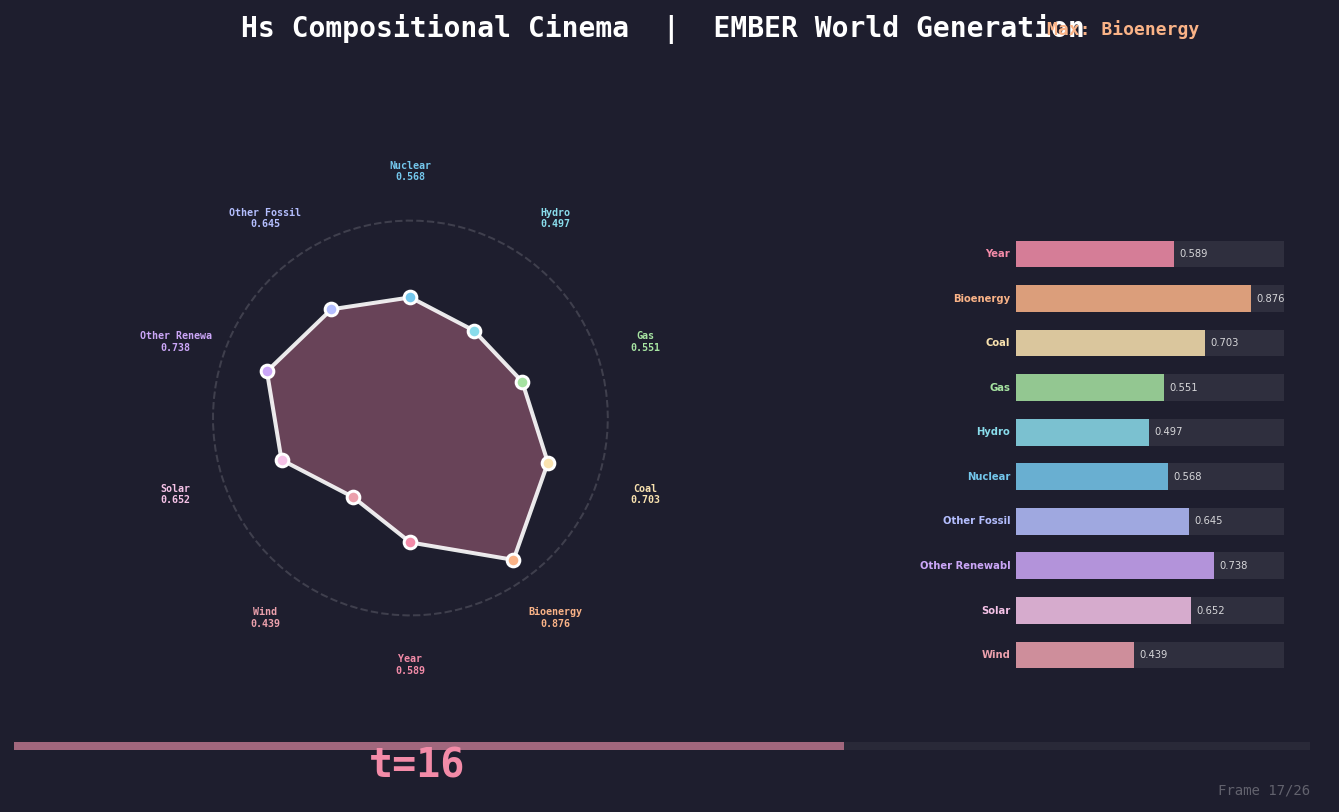 Hs Compositional Cinema  |  EMBER World Generation
Max: Bioenergy
Nuclear
0.568
Other Fossil
0.645
Hydro
0.497
Other Renewa
0.738
Gas
0.551
Solar
0.652
Coal
0.703
Wind
0.439
Bioenergy
0.876
Year
0.589
Year 0.589
Bioenergy 0.876
Coal 0.703
Gas 0.551
Hydro 0.497
Nuclear 0.568
Other Fossil 0.645
Other Renewabl 0.738
Solar 0.652
Wind 0.439
t=16
Frame 17/26